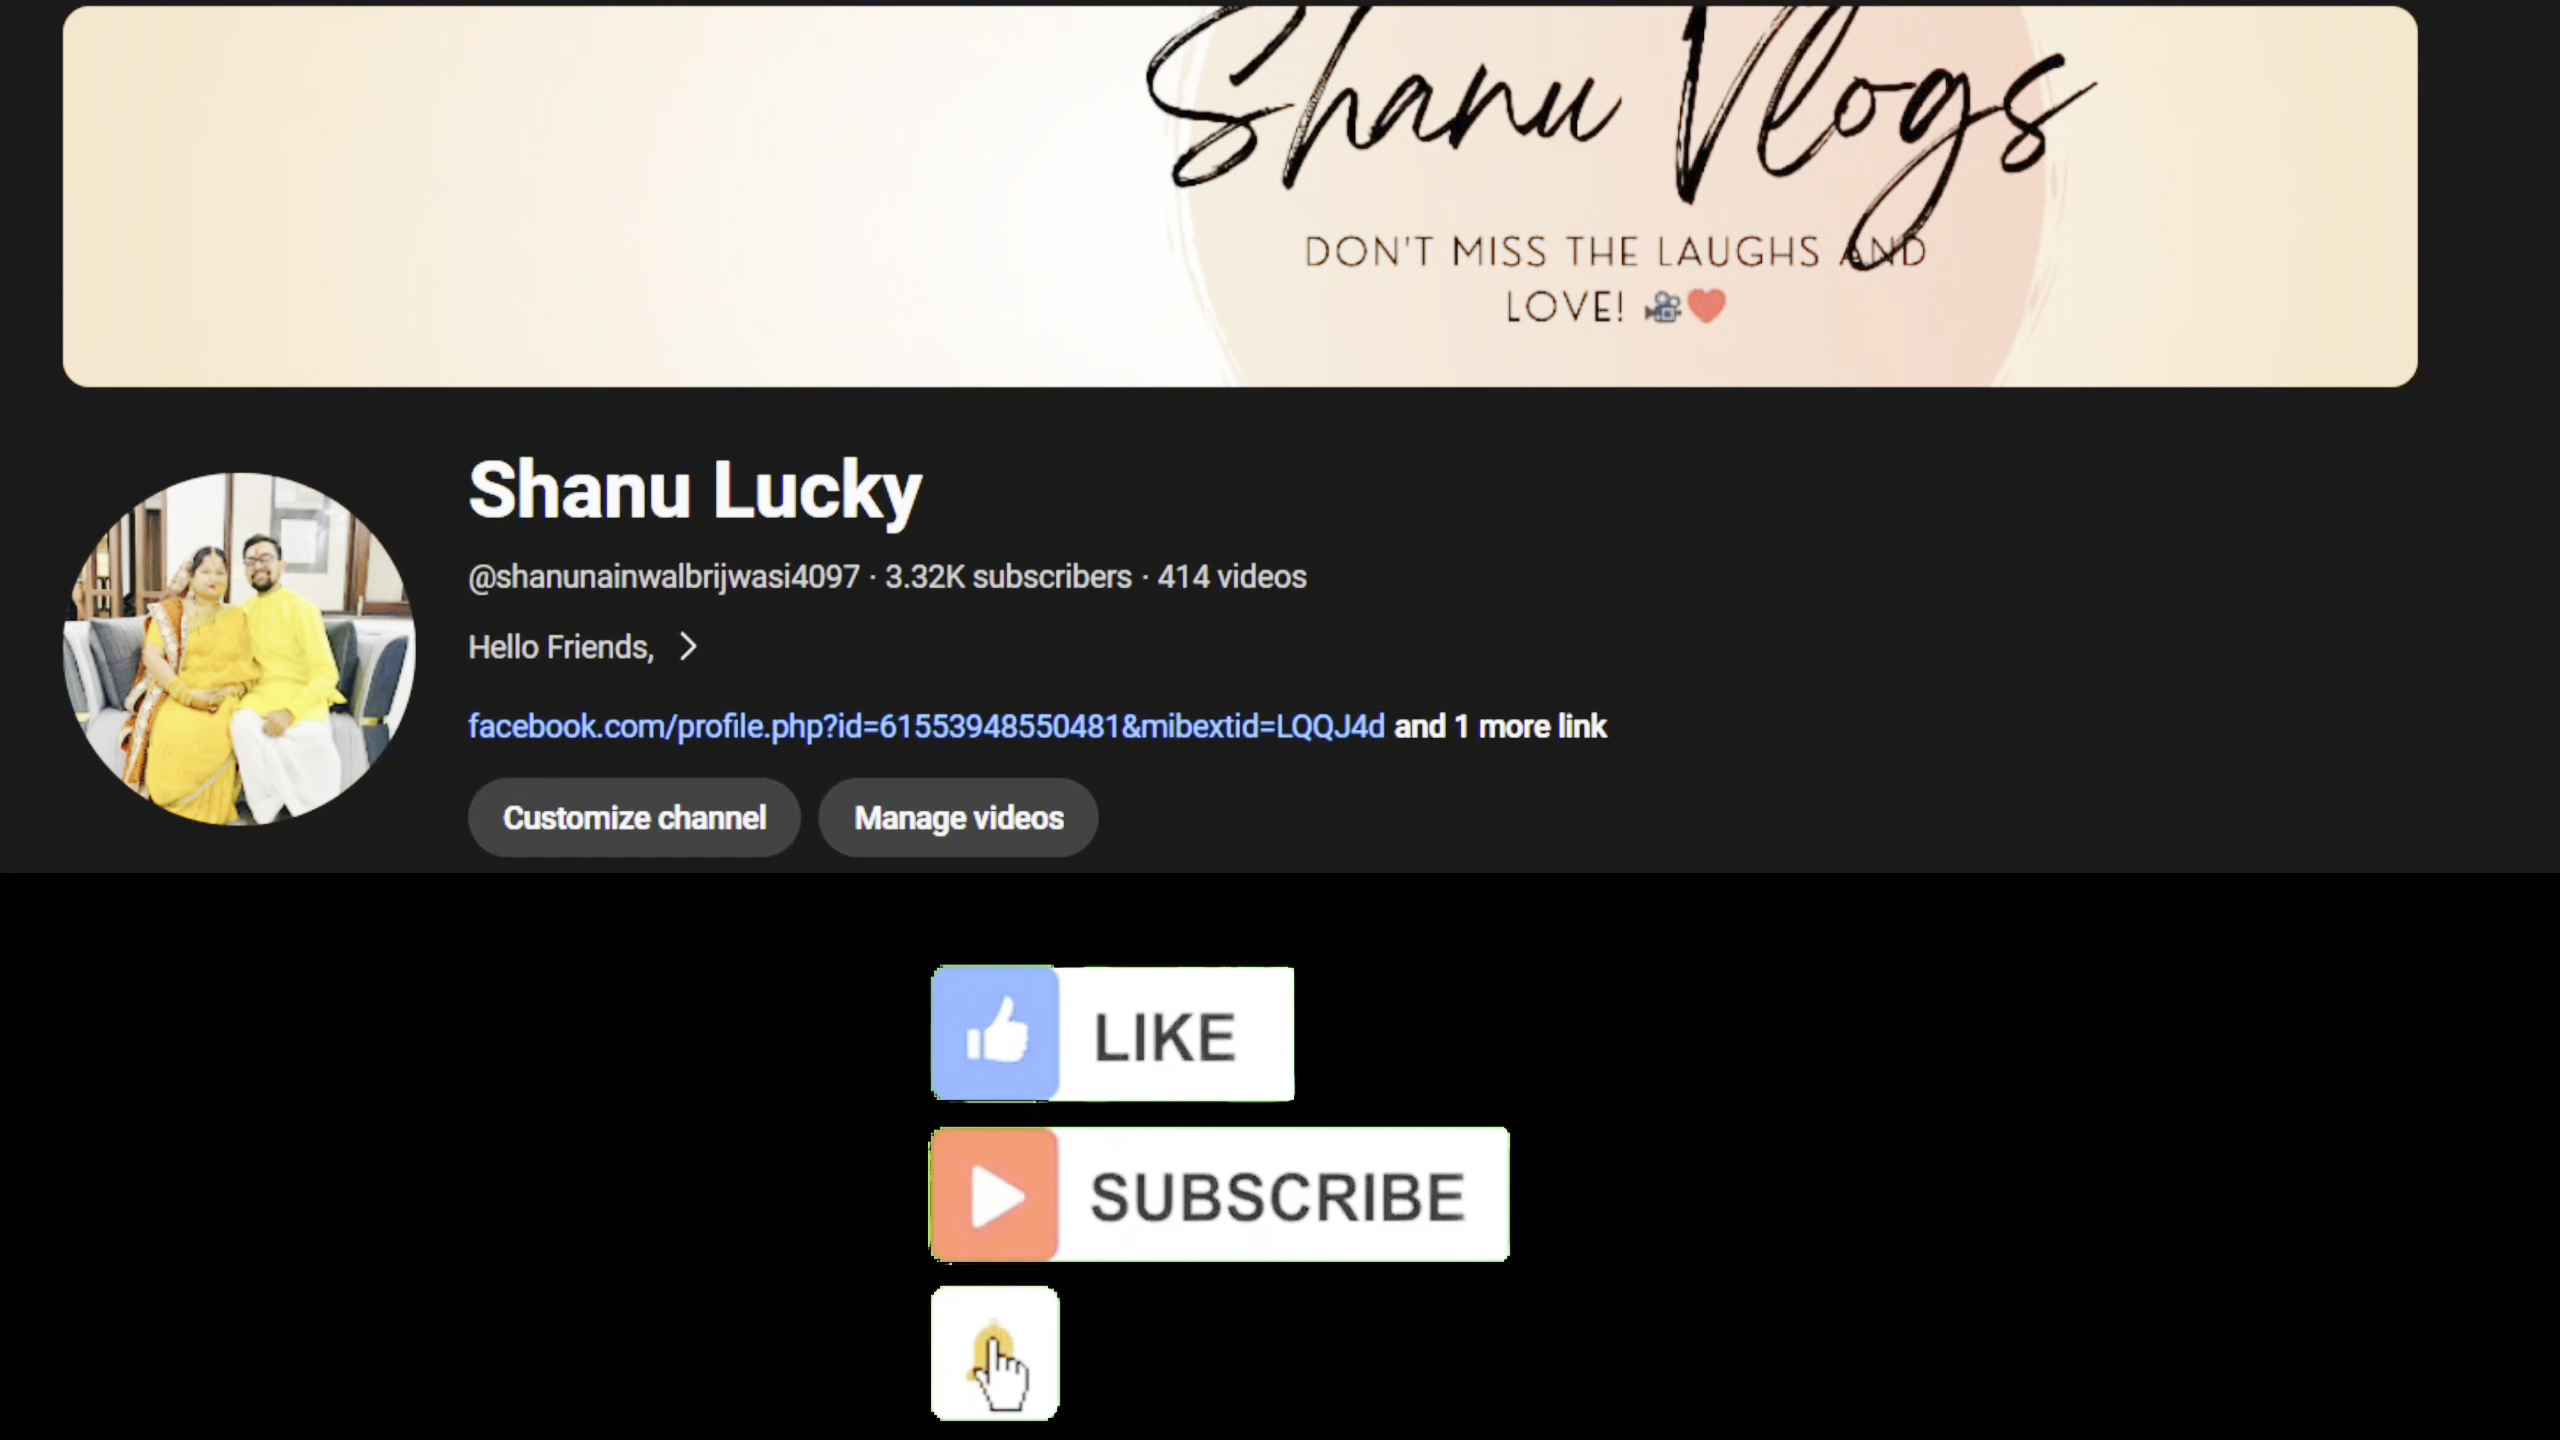 Shanu Vlogs
DON'T MISS THE LAUGHS AND
LOVE! 🎥❤️
Shanu Lucky
@shanunainwalbrijwasi4097 · 3.32K subscribers · 414 videos
Hello Friends,
facebook.com/profile.php?id=61553948550481&mibextid=LQQJ4d and 1 more link
Customize channel Manage videos
LIKE
SUBSCRIBE